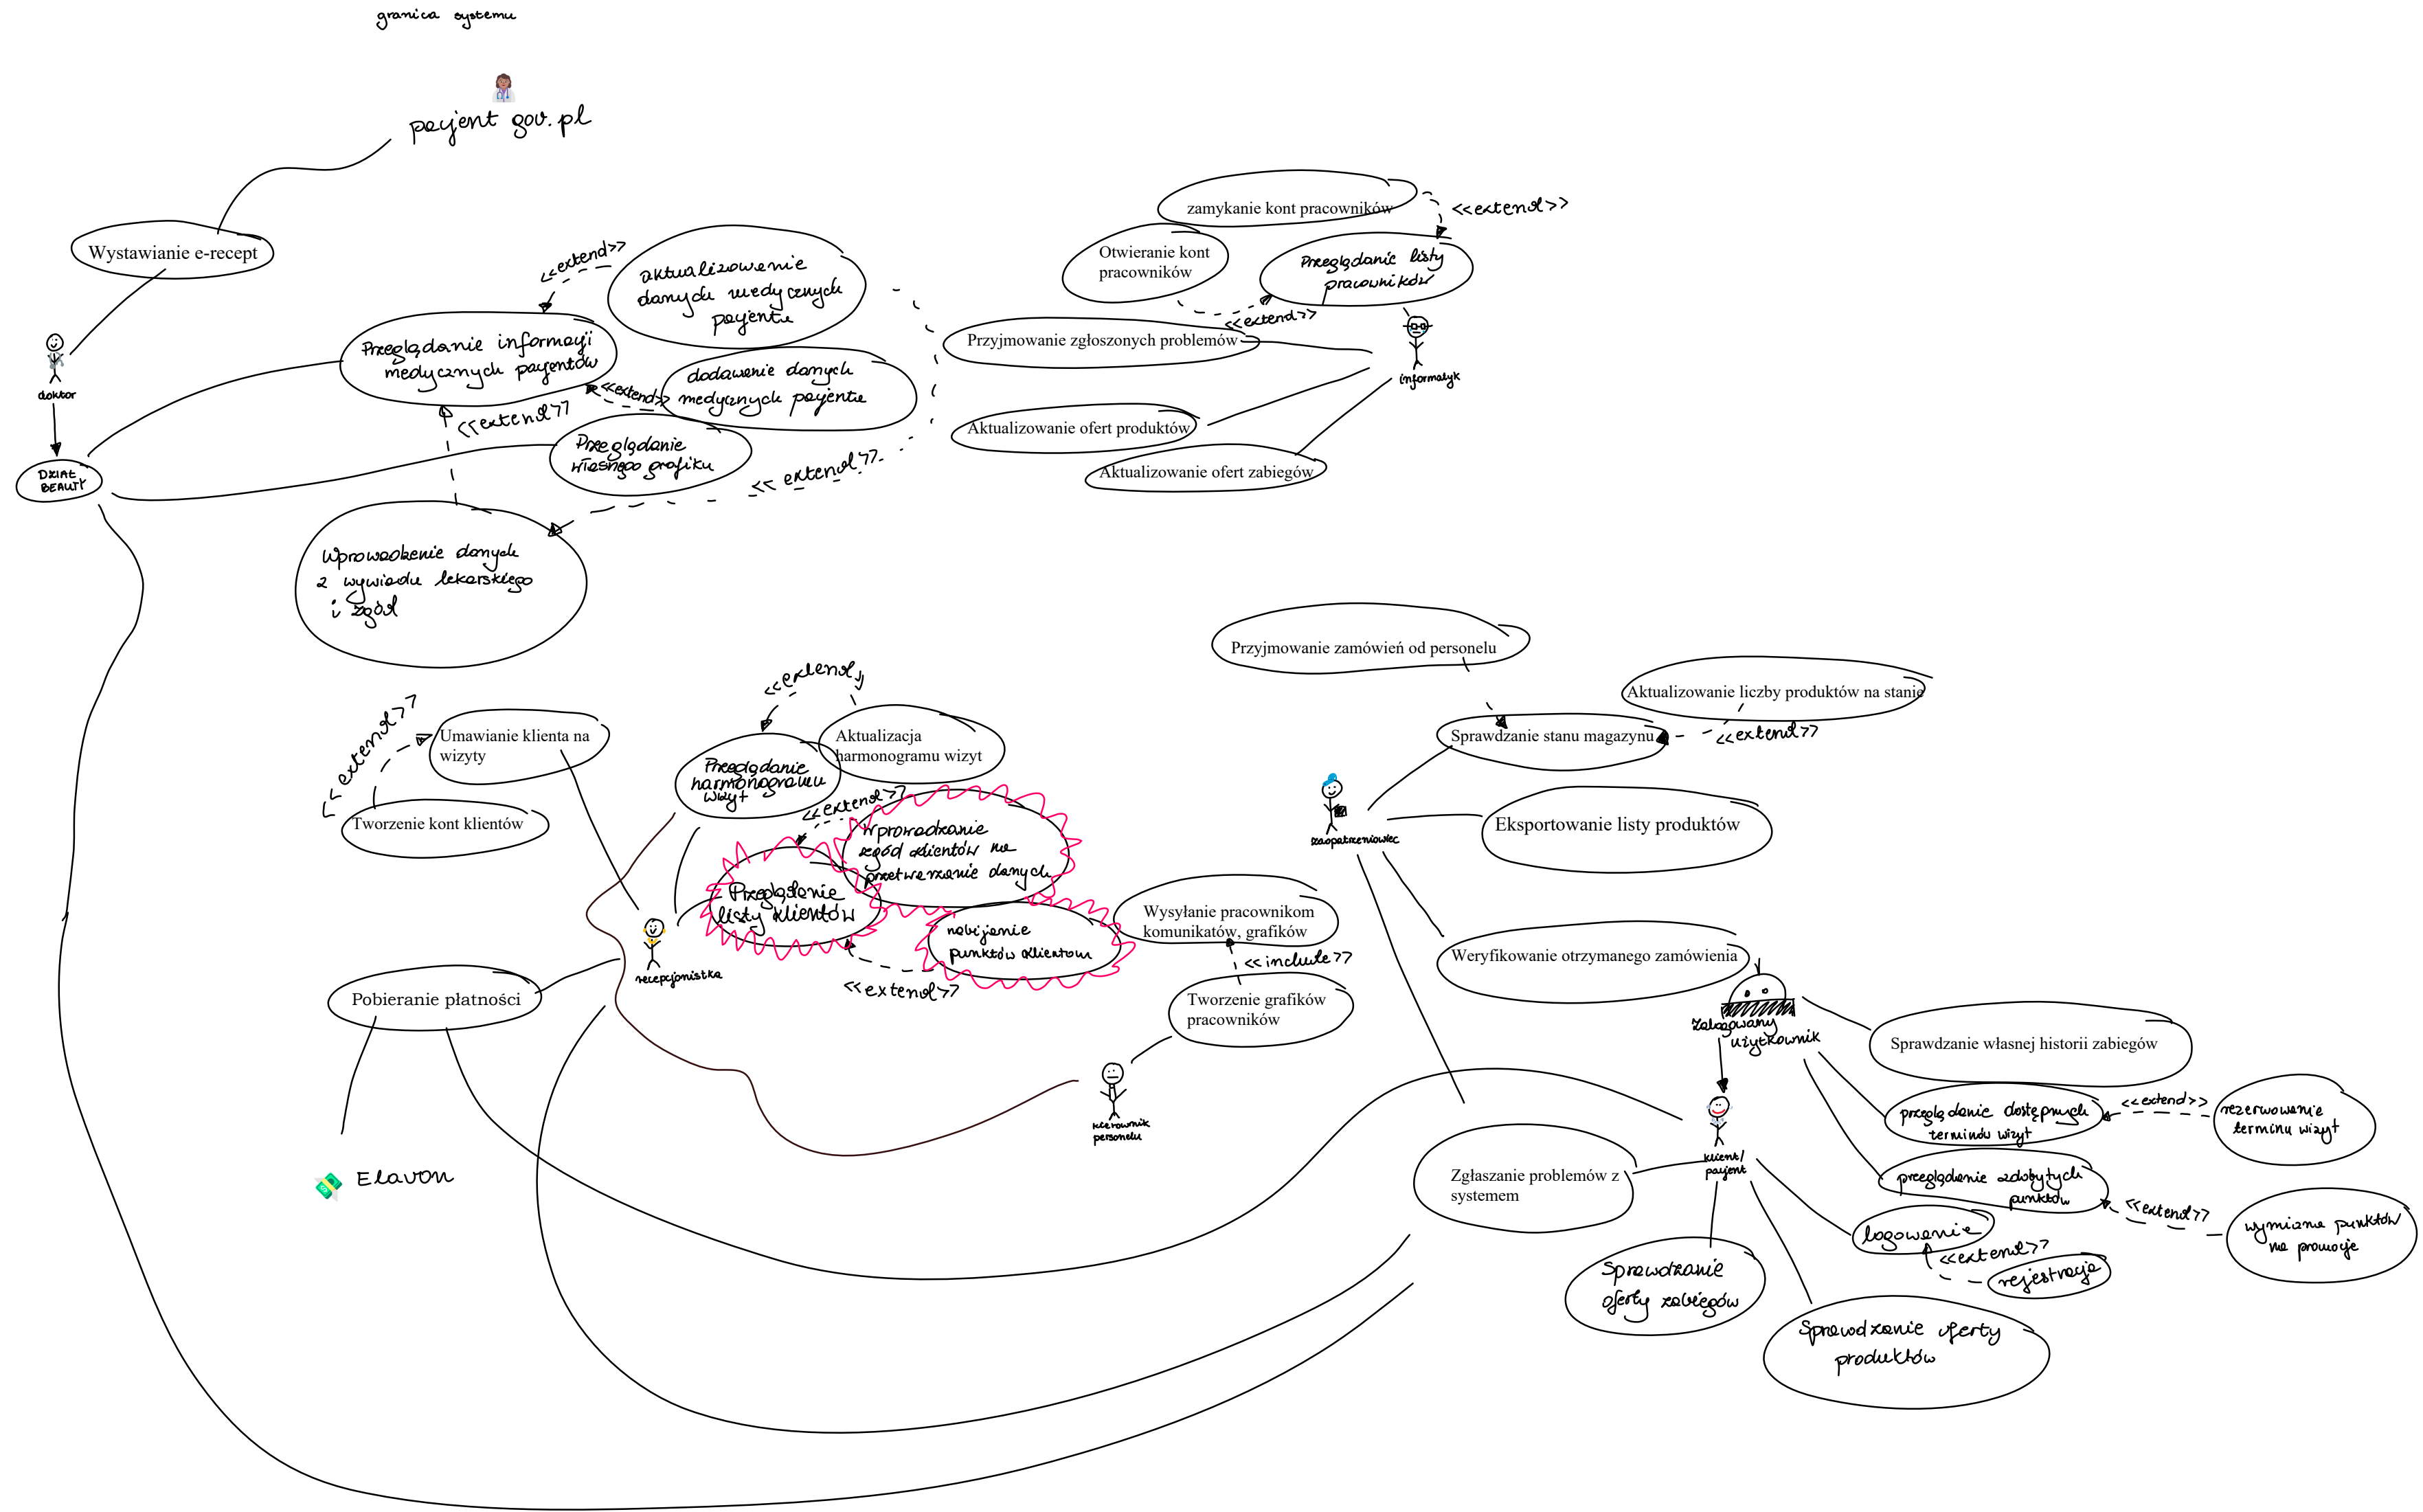 granica systemu
pacjent gov.pl
Wystawianie e-recept
doktor
DZIAŁ
BEAUTY
<<extend>>
aktualizowanie
danych medycznych
pacjenta
Przeglądanie informacji
medycznych pacjentów
<<extend>>
dodawanie danych
medycznych pacjenta
<<extend>>
Przeglądanie
własnego grafiku
<<extend>>
Wprowadzenie danych
z wywiadu lekarskiego
i zgód
zamykanie kont pracowników
<<extend>>
Otwieranie kont
pracowników
Przeglądanie listy
pracowników
<<extend>>
Przyjmowanie zgłoszonych problemów
informatyk
Aktualizowanie ofert produktów
Aktualizowanie ofert zabiegów
<<extend>>
Umawianie klienta na
wizyty
Tworzenie kont klientów
<<extend>>
Aktualizacja
harmonogramu wizyt
Przeglądanie
harmonogramu
wizyt
<<extend>>
Wprowadzanie
zgód klientów na
przetwarzanie danych
Przeglądanie
listy klientów
nabijanie
punktów klientom
<<extend>>
recepcjonistka
Pobieranie płatności
Elavon
Wysyłanie pracownikom
komunikatów, grafików
<<include>>
Tworzenie grafików
pracowników
kierownik
personelu
Przyjmowanie zamówień od personelu
Aktualizowanie liczby produktów na stanie
Sprawdzanie stanu magazynu
<<extend>>
zaopatrzeniowiec
Eksportowanie listy produktów
Weryfikowanie otrzymanego zamówienia
Zalogowany
użytkownik
Sprawdzanie własnej historii zabiegów
przeglądanie dostępnych
terminów wizyt
<<extend>>
rezerwowanie
terminu wizyt
klient/
pacjent
Zgłaszanie problemów z
systemem
przeglądanie zdobytych
punktów
<<extend>>
wymiana punktów
na promocje
logowanie
<<extend>>
rejestracja
Sprawdzanie
oferty zabiegów
Sprawdzanie oferty
produktów